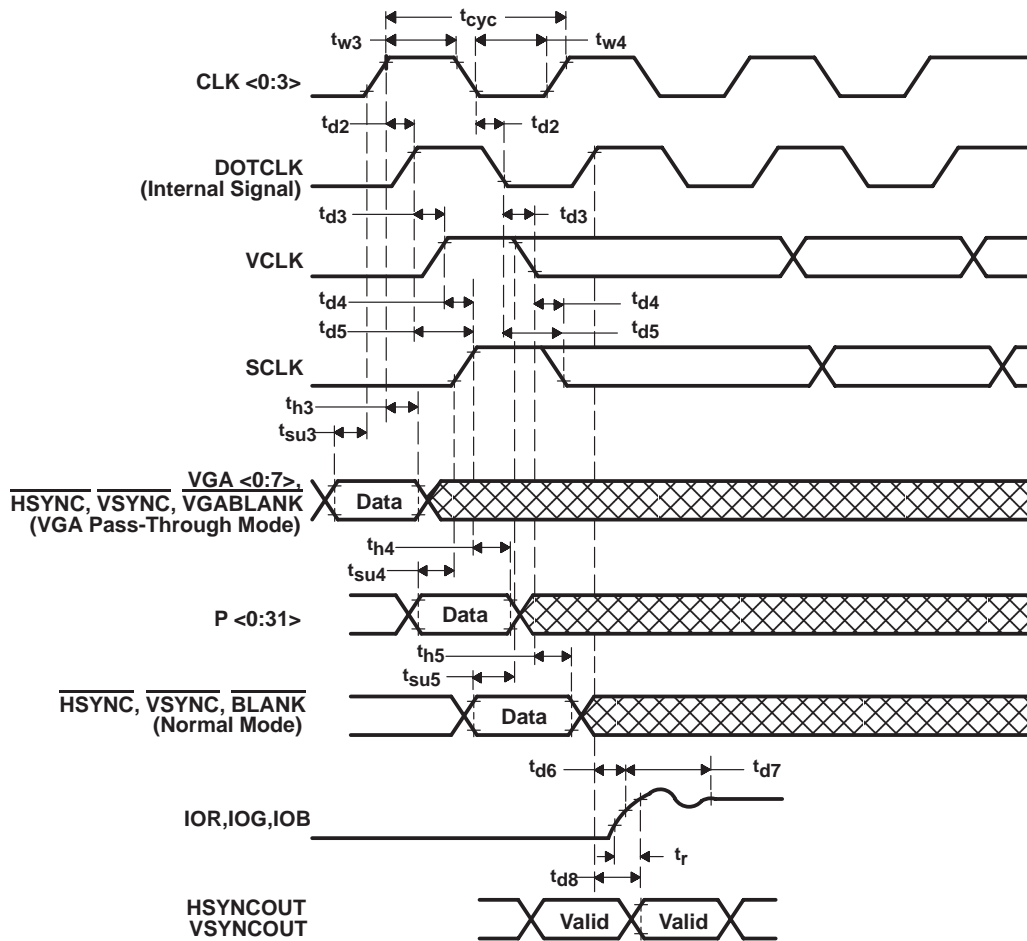 tcyc
tw3
tw4
CLK <0:3>
td2
td2
DOTCLK
(Internal Signal)
td3
td3
VCLK
td4
td4
td5
td5
SCLK
th3
tsu3
VGA <0:7>,
HSYNC, VSYNC, VGABLANK
(VGA Pass-Through Mode)
Data
th4
tsu4
P <0:31>
Data
th5
tsu5
HSYNC, VSYNC, BLANK
(Normal Mode)
Data
td6
td7
IOR,IOG,IOB
tr
td8
HSYNCOUT
VSYNCOUT
Valid
Valid